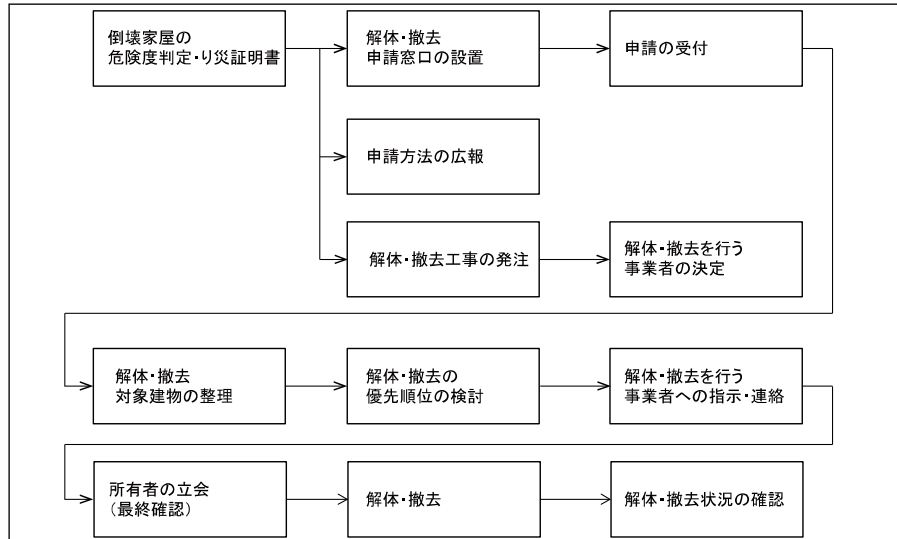 倒壊家屋の
危険度判定・り災証明書
解体・撤去
申請窓口の設置
申請の受付
申請方法の広報
解体・撤去工事の発注
解体・撤去を行う
事業者の決定
解体・撤去
対象建物の整理
解体・撤去の
優先順位の検討
解体・撤去を行う
事業者への指示・連絡
所有者の立会
(最終確認)
解体・撤去
解体・撤去状況の確認